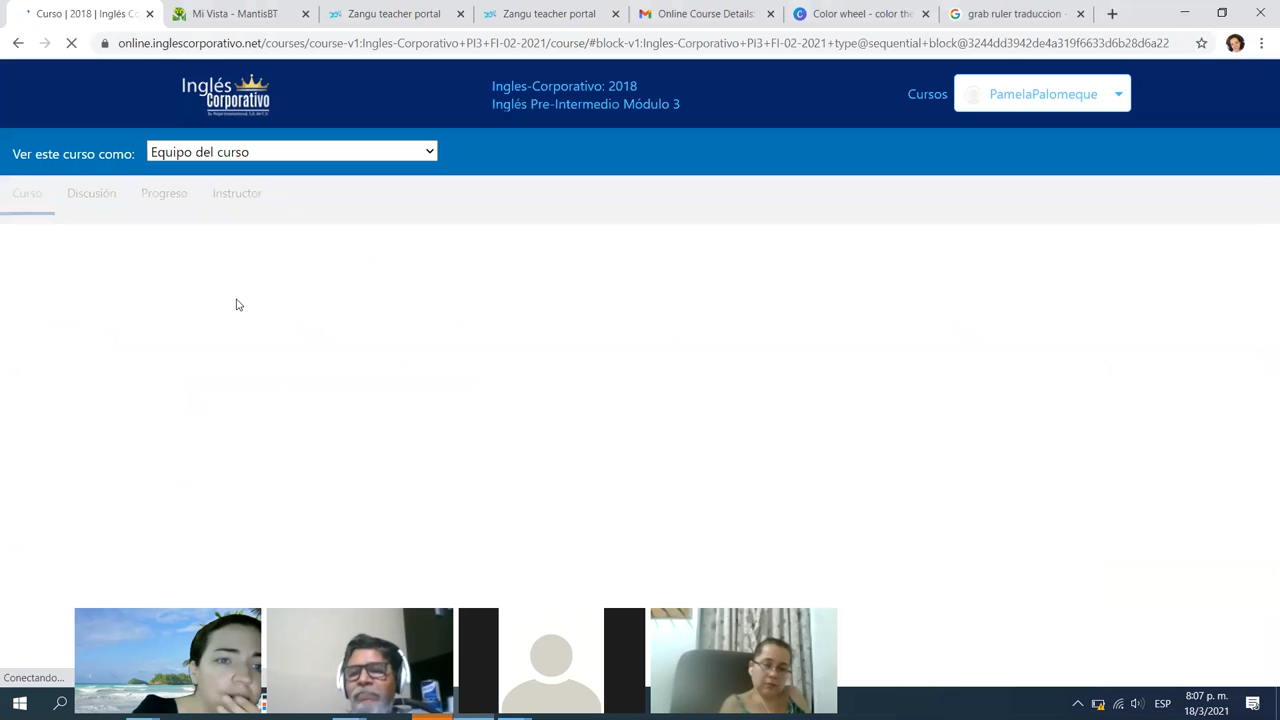 Curso | 2018 | Inglés Co
Mi Vista - MantisBT
Zangu teacher portal
Zangu teacher portal
Online Course Details:
Color wheel - color the
grab ruler traduccion -
online.inglescorporativo.net/courses/course-v1:Ingles-Corporativo+PI3+FI-02-2021/course/#block-v1:Ingles-Corporativo+PI3+FI-02-2021+type@sequential+block@3244dd3942de4a319f6633d6b28d6a22
Inglés
Corporativo
Ingles-Corporativo: 2018
Inglés Pre-Intermedio Módulo 3
Cursos
PamelaPalomeque
Ver este curso como:
Equipo del curso
Curso
Discusión
Progreso
Instructor
Conectando...
ESP
8:07 p. m.
18/3/2021